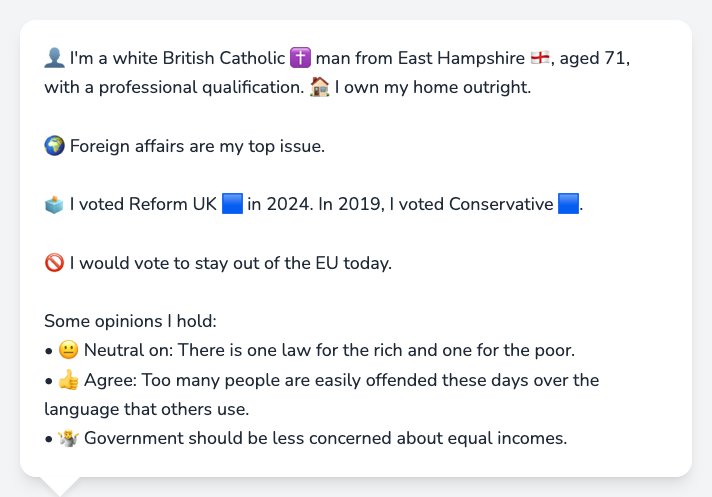 👤 I'm a white British Catholic ✝️ man from East Hampshire 🏴󠁧󠁢󠁥󠁮󠁧󠁿, aged 71,
with a professional qualification. 🏠 I own my home outright.
🌍 Foreign affairs are my top issue.
🗳️ I voted Reform UK 🟦 in 2024. In 2019, I voted Conservative 🟦.
🚫 I would vote to stay out of the EU today.
Some opinions I hold:
• 😐 Neutral on: There is one law for the rich and one for the poor.
• 👍 Agree: Too many people are easily offended these days over the
language that others use.
• 🤷 Government should be less concerned about equal incomes.